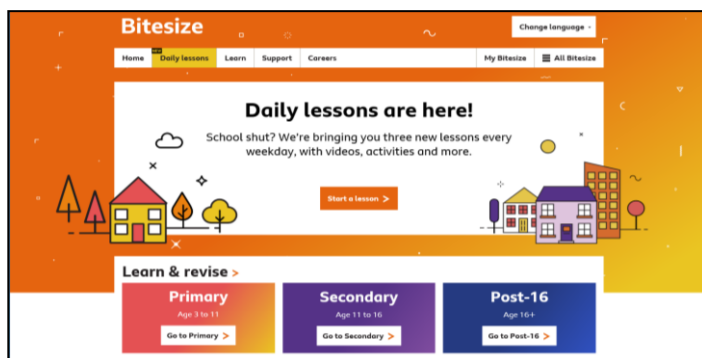 Bitesize
Change language
NEW
Home Daily lessons Learn Support Careers My Bitesize All Bitesize
Daily lessons are here!
School shut? We're bringing you three new lessons every
weekday, with videos, activities and more.
Start a lesson >
Learn & revise >
Primary Secondary Post-16
Age 3 to 11 Age 11 to 16 Age 16+
Go to Primary > Go to Secondary > Go to Post-16 >